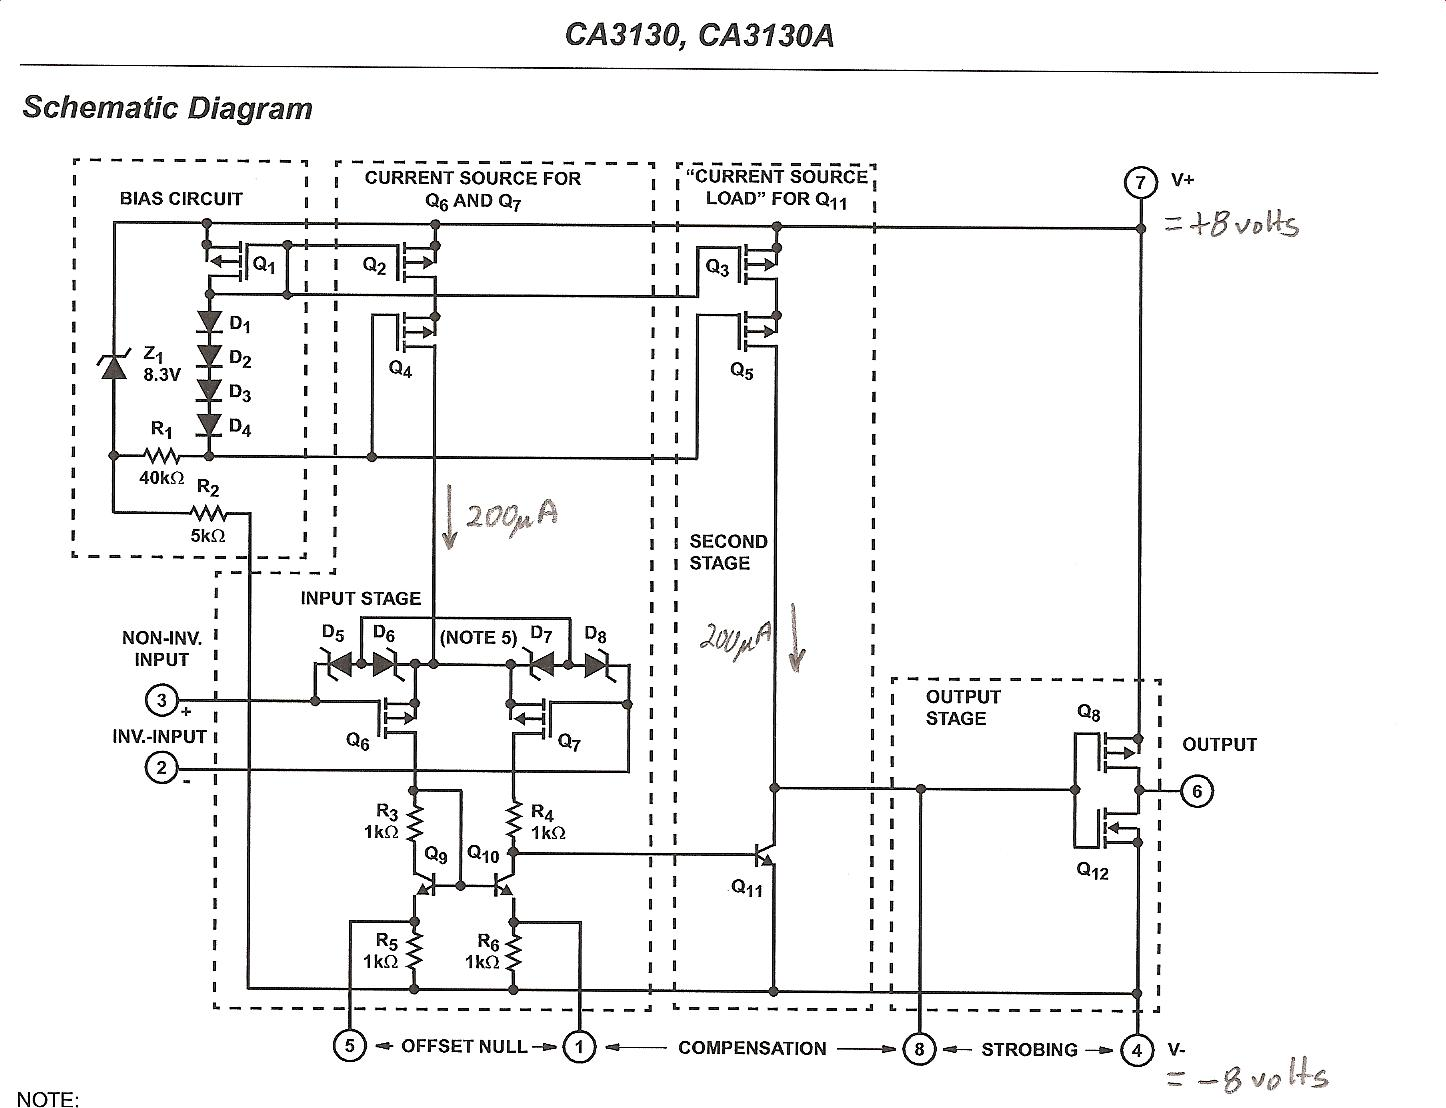 CA3130, CA3130A
Schematic Diagram
BIAS CIRCUIT
CURRENT SOURCE FOR
Q6 AND Q7
"CURRENT SOURCE
LOAD" FOR Q11
7
V+
= +8 volts
Q1
Q2
Q3
D1
Z1
8.3V
D2
Q4
Q5
D3
R1
D4
40kΩ
R2
5kΩ
200μA
SECOND
STAGE
INPUT STAGE
NON-INV.
INPUT
D5
D6
(NOTE 5)
D7
D8
200μA
3
+
OUTPUT
STAGE
Q8
INV.-INPUT
Q6
Q7
OUTPUT
2
-
6
R3
1kΩ
R4
1kΩ
Q9
Q10
Q11
Q12
R5
1kΩ
R6
1kΩ
5
OFFSET NULL
1
COMPENSATION
8
STROBING
4
V-
= -8 volts
NOTE: